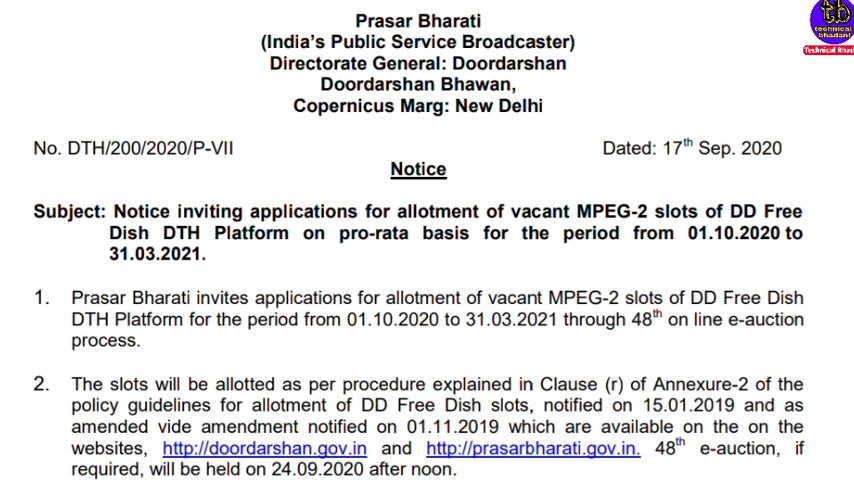 Prasar Bharati
(India's Public Service Broadcaster)
Directorate General: Doordarshan
Doordarshan Bhawan,
Copernicus Marg: New Delhi
tb
technical
bhadani
Technical Bhad
No. DTH/200/2020/P-VII Dated: 17th Sep. 2020
Notice
Subject: Notice inviting applications for allotment of vacant MPEG-2 slots of DD Free
Dish DTH Platform on pro-rata basis for the period from 01.10.2020 to
31.03.2021.
1. Prasar Bharati invites applications for allotment of vacant MPEG-2 slots of DD Free Dish
DTH Platform for the period from 01.10.2020 to 31.03.2021 through 48th on line e-auction
process.
2. The slots will be allotted as per procedure explained in Clause (r) of Annexure-2 of the
policy guidelines for allotment of DD Free Dish slots, notified on 15.01.2019 and as
amended vide amendment notified on 01.11.2019 which are available on the on the
websites, http://doordarshan.gov.in and http://prasarbharati.gov.in. 48th e-auction, if
required, will be held on 24.09.2020 after noon.